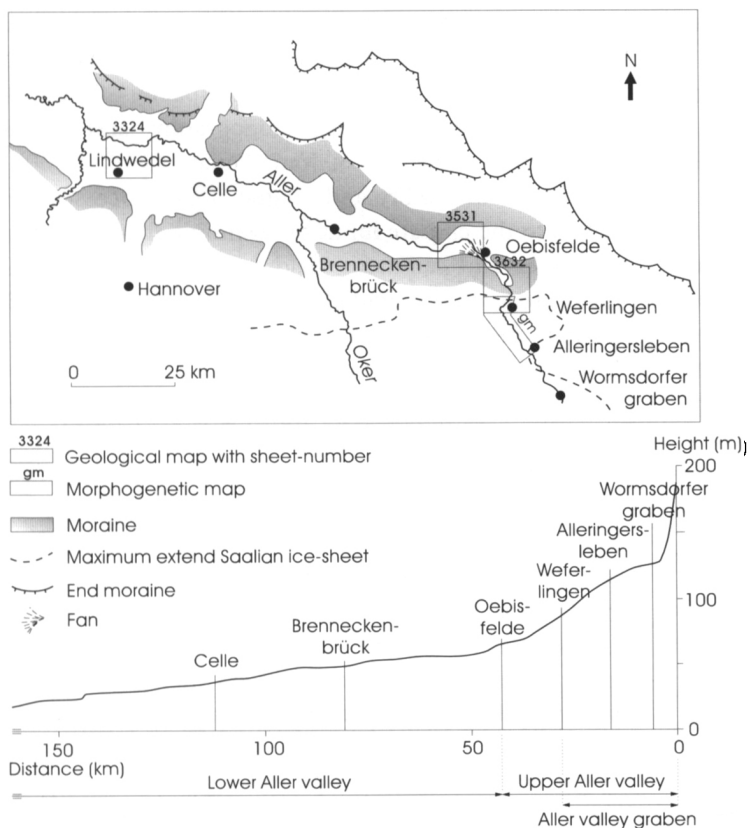 N
3324
Lindwedel
Celle
Aller
3531
Oebisfelde
3632
Brennecken-
brück
Hannover
Weferlingen
gm
Alleringersleben
Wormsdorfer
graben
Oker
0 25 km
3324
Geological map with sheet-number
gm
Morphogenetic map
Moraine
Maximum extend Saalian ice-sheet
End moraine
Fan
Height (m)
200
Wormsdorfer
graben
Alleringers-
leben
Wefer-
lingen
100
Oebis-
felde
Brennecken-
brück
Celle
0
150 100 50 0
Distance (km)
Lower Aller valley
Upper Aller valley
Aller valley graben